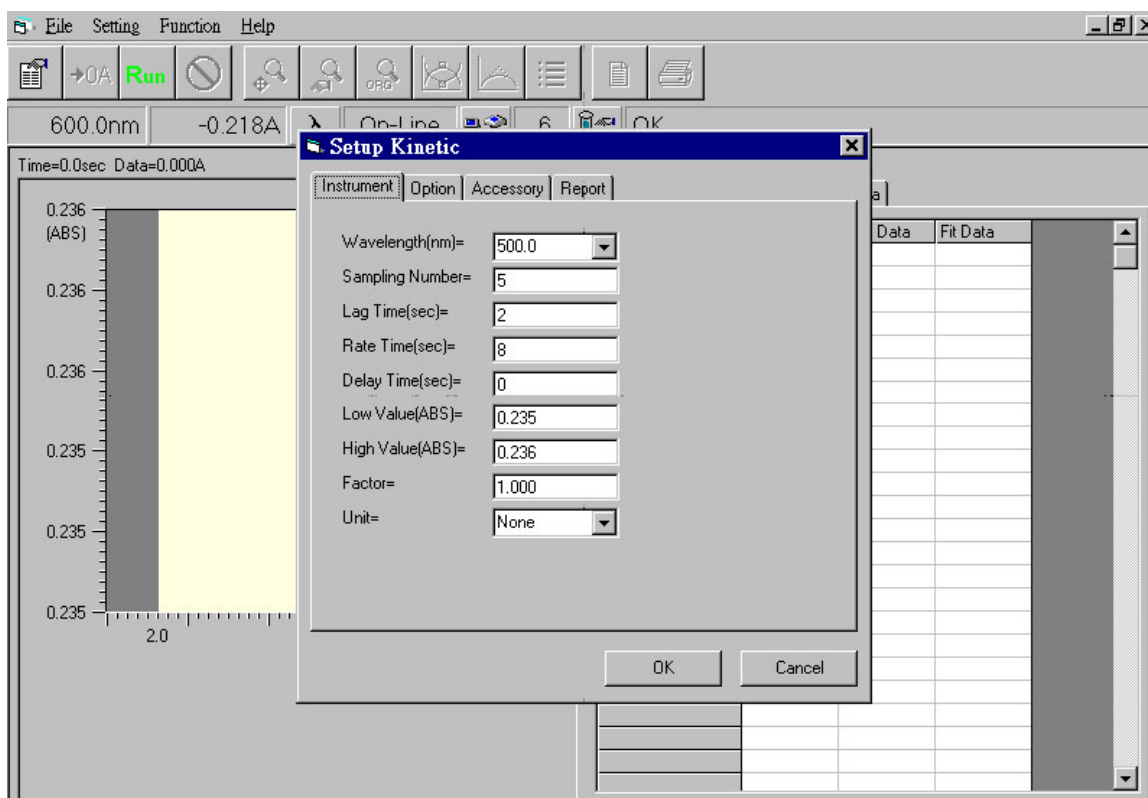 File Setting Function Help
→0A Run ORG
600.0nm -0.218A λ On-Line 6 OK
Time=0.0sec Data=0.000A
0.236
(ABS)
0.236
0.236
0.235
0.235
0.235
2.0
Setup Kinetic
Instrument Option Accessory Report
Wavelength(nm)= 500.0
Sampling Number= 5
Lag Time(sec)= 2
Rate Time(sec)= 8
Delay Time(sec)= 0
Low Value(ABS)= 0.235
High Value(ABS)= 0.236
Factor= 1.000
Unit= None
OK Cancel
a
Data Fit Data